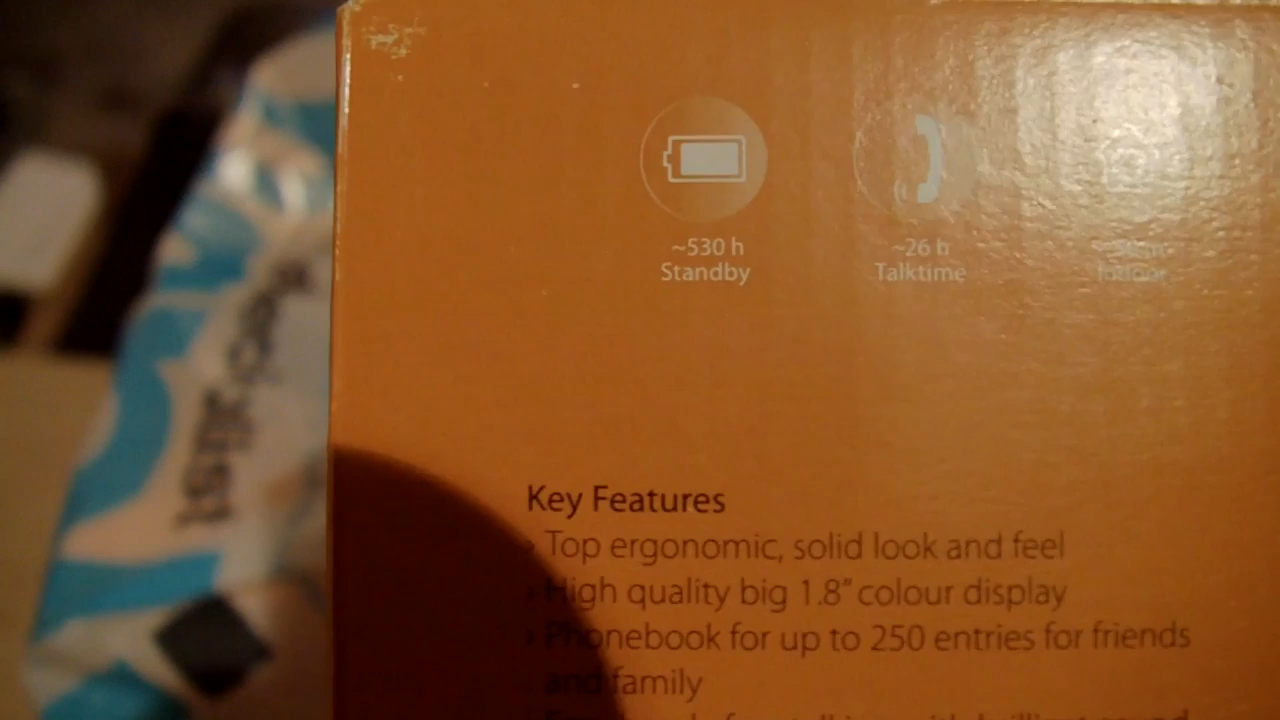 ~530 h
Standby
~26 h
Talktime
Indoor
Key Features
› Top ergonomic, solid look and feel
› High quality big 1.8” colour display
› Phonebook for up to 250 entries for friends
and family